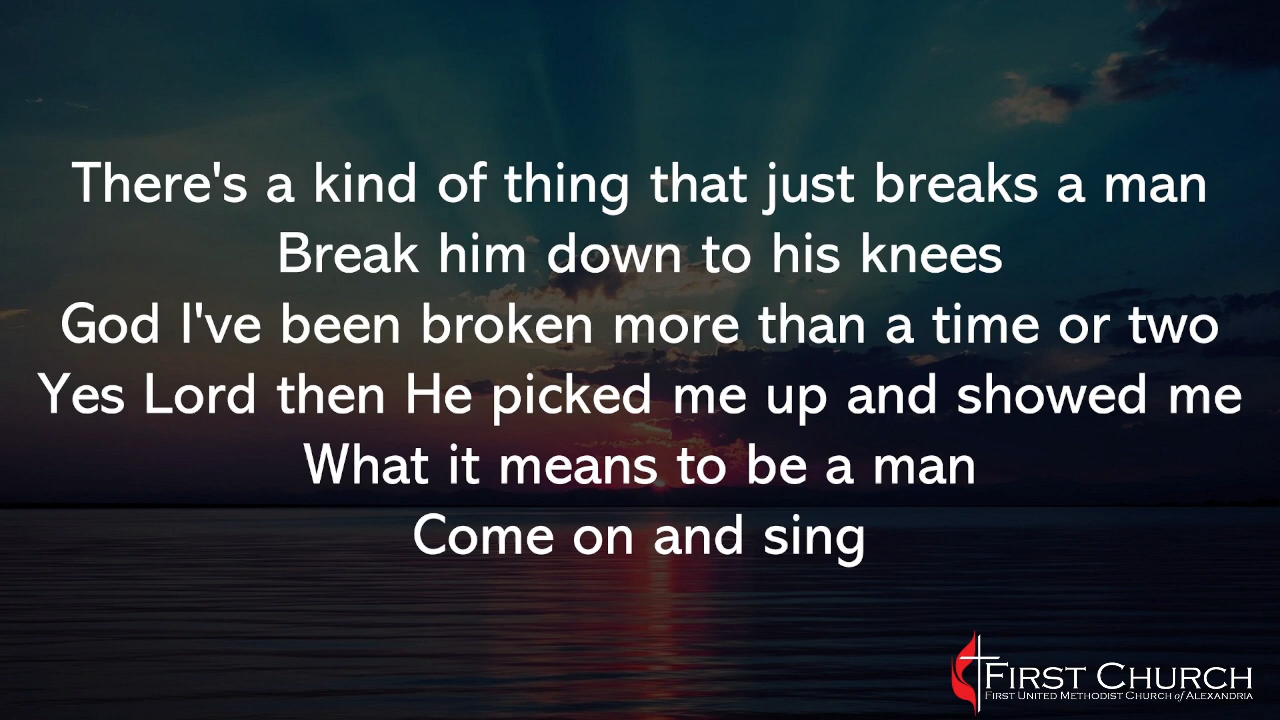 There's a kind of thing that just breaks a man
Break him down to his knees
God I've been broken more than a time or two
Yes Lord then He picked me up and showed me
What it means to be a man
Come on and sing
FIRST CHURCH
FIRST UNITED METHODIST CHURCH of ALEXANDRIA